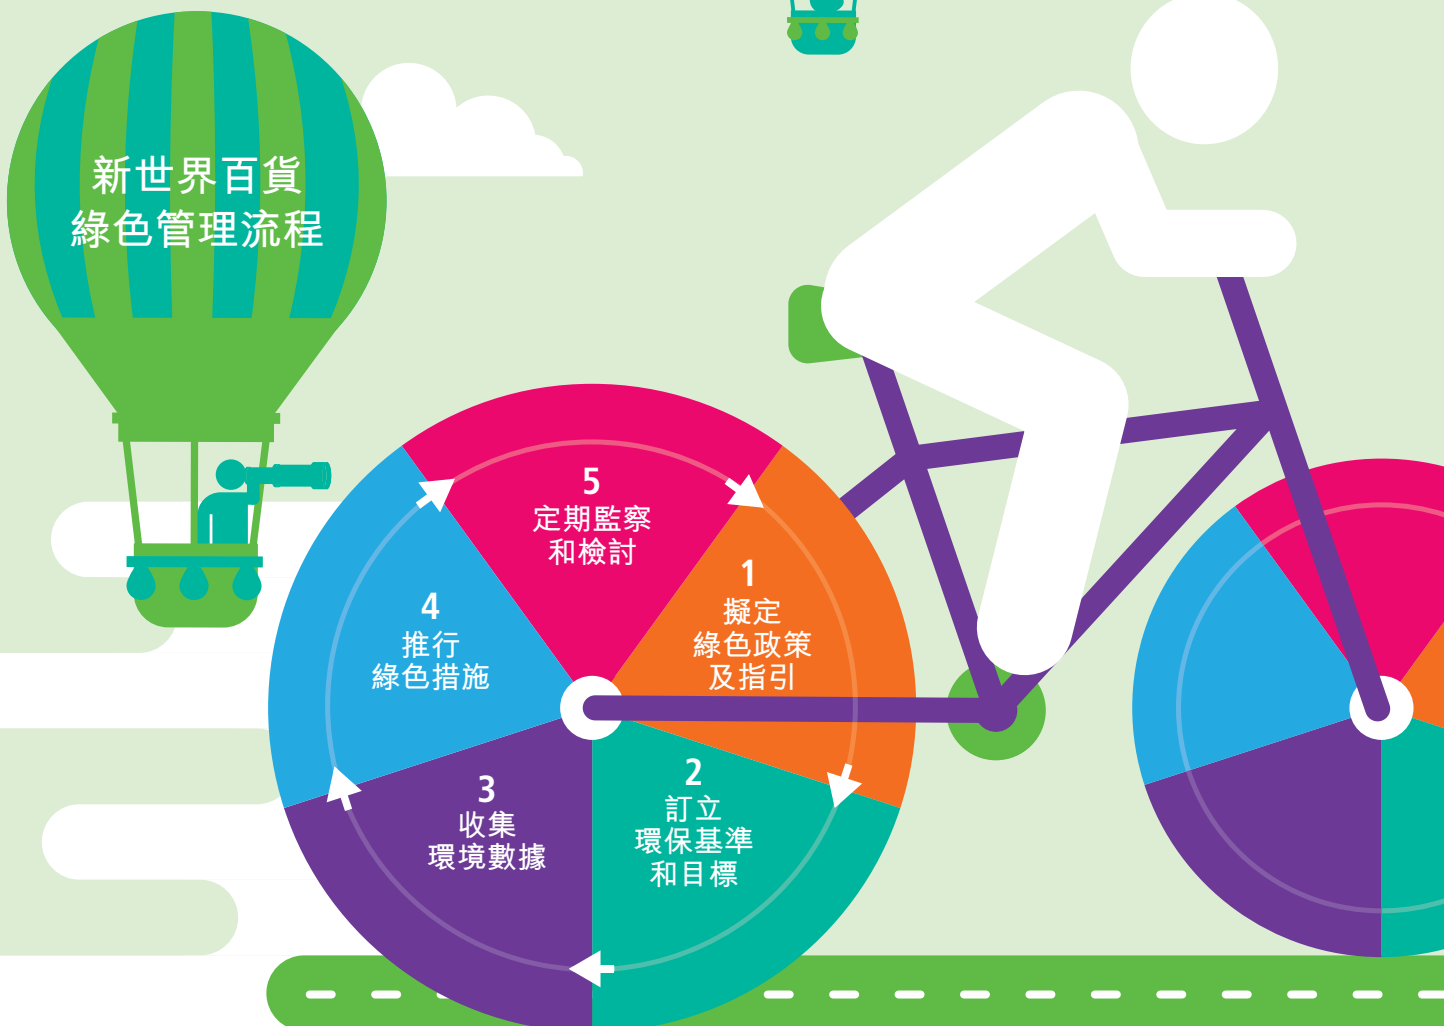 新世界百貨
綠色管理流程
5
定期監察
和檢討
1
擬定
綠色政策
及指引
4
推行
綠色措施
2
訂立
環保基準
和目標
3
收集
環境數據